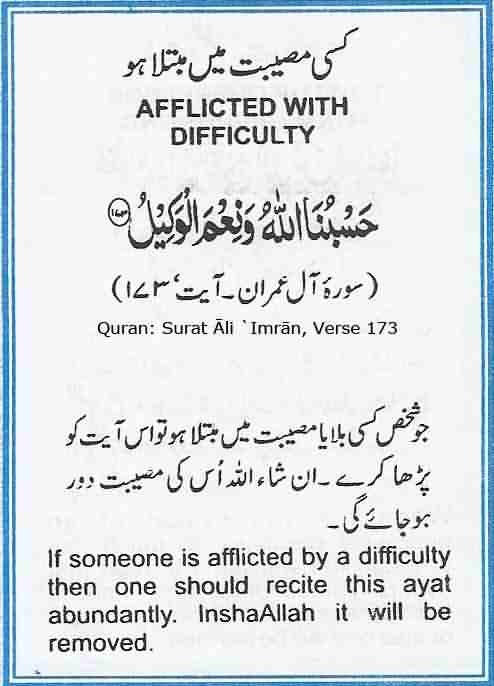 کسی مصیبت میں مبتلا ہو
AFFLICTED WITH
DIFFICULTY
حَسْبُنَا اللّٰهُ وَنِعْمَ الْوَكِيْلُ ۝۱۷۳
(سورۂ آل عمران۔ آیت، ۱۷۳)
Quran: Surat Āli `Imrān, Verse 173
جو شخص کسی بلا یا مصیبت میں مبتلا ہو تو اس آیت کو
پڑھا کرے ۔ ان شاء اللہ اُس کی مصیبت دور
ہو جائے گی ۔
If someone is afflicted by a difficulty
then one should recite this ayat
abundantly. InshaAllah it will be
removed.